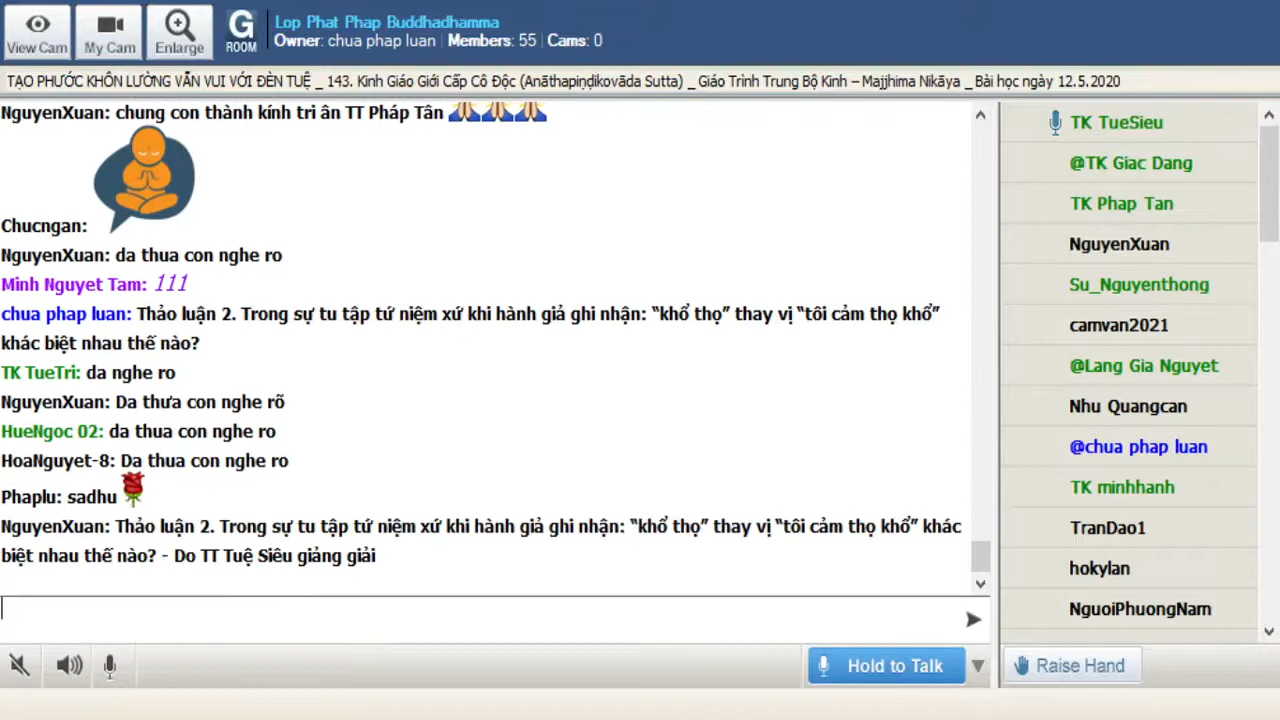 View Cam
My Cam
Enlarge
G
ROOM
Lop Phat Phap Buddhadhamma
Owner: chua phap luan | Members: 55 | Cams: 0
TẠO PHƯỚC KHÔN LƯỜNG VẪN VUI VỚI ĐÈN TUỆ _ 143. Kinh Giáo Giới Cấp Cô Độc (Anāthapiṇḍikovāda Sutta) _ Giáo Trình Trung Bộ Kinh – Majjhima Nikāya _ Bài học ngày 12.5.2020
NguyenXuan: chung con thành kính tri ân TT Pháp Tân
Chucngan:
NguyenXuan: da thua con nghe ro
Minh Nguyet Tam: 111
chua phap luan: Thảo luận 2. Trong sự tu tập tứ niệm xứ khi hành giả ghi nhận: “khổ thọ” thay vị “tôi cảm thọ khổ”
khác biệt nhau thế nào?
TK TueTri: da nghe ro
NguyenXuan: Da thưa con nghe rõ
HueNgoc 02: da thua con nghe ro
HoaNguyet-8: Da thua con nghe ro
Phaplu: sadhu
NguyenXuan: Thảo luận 2. Trong sự tu tập tứ niệm xứ khi hành giả ghi nhận: “khổ thọ” thay vị “tôi cảm thọ khổ” khác
biệt nhau thế nào? - Do TT Tuệ Siêu giảng giải
Hold to Talk
TK TueSieu
@TK Giac Dang
TK Phap Tan
NguyenXuan
Su_Nguyenthong
camvan2021
@Lang Gia Nguyet
Nhu Quangcan
@chua phap luan
TK minhhanh
TranDao1
hokylan
NguoiPhuongNam
Raise Hand